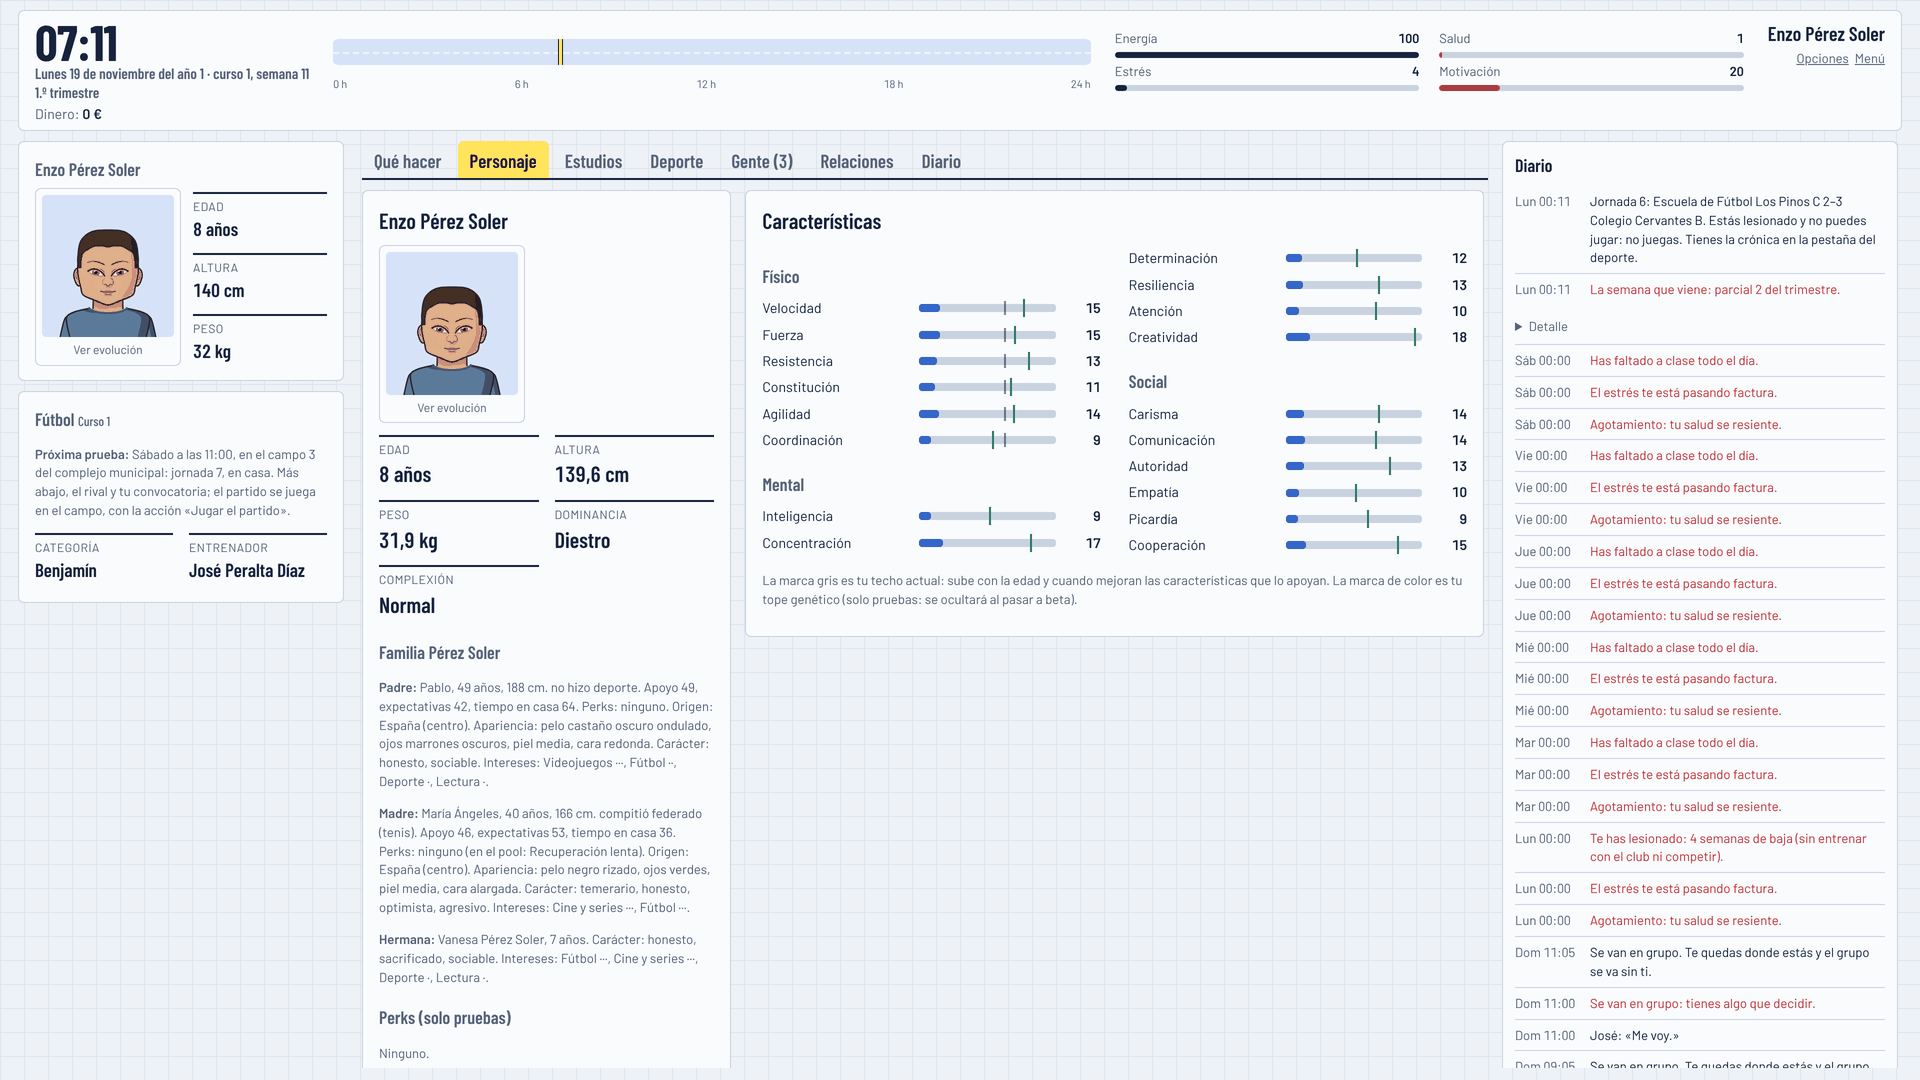 07:11
Lunes 19 de noviembre del año 1 · curso 1, semana 11
1.º trimestre
Dinero: 0 €
0 h
6 h
12 h
18 h
24 h
Energía 100
Estrés 4
Salud 1
Motivación 20
Enzo Pérez Soler
Opciones Menú
Enzo Pérez Soler
Ver evolución
EDAD
8 años
ALTURA
140 cm
PESO
32 kg
Fútbol Curso 1
Próxima prueba: Sábado a las 11:00, en el campo 3
del complejo municipal: jornada 7, en casa. Más
abajo, el rival y tu convocatoria; el partido se juega
en el campo, con la acción «Jugar el partido».
CATEGORÍA
Benjamín
ENTRENADOR
José Peralta Díaz
Qué hacer
Personaje
Estudios
Deporte
Gente (3)
Relaciones
Diario
Enzo Pérez Soler
Ver evolución
EDAD
8 años
ALTURA
139,6 cm
PESO
31,9 kg
DOMINANCIA
Diestro
COMPLEXIÓN
Normal
Familia Pérez Soler
Padre: Pablo, 49 años, 188 cm. no hizo deporte. Apoyo 49,
expectativas 42, tiempo en casa 64. Perks: ninguno. Origen:
España (centro). Apariencia: pelo castaño oscuro ondulado,
ojos marrones oscuros, piel media, cara redonda. Carácter:
honesto, sociable. Intereses: Videojuegos ···, Fútbol ··,
Deporte ·, Lectura ·.
Madre: María Ángeles, 40 años, 166 cm. compitió federado
(tenis). Apoyo 46, expectativas 53, tiempo en casa 36.
Perks: ninguno (en el pool: Recuperación lenta). Origen:
España (centro). Apariencia: pelo negro rizado, ojos verdes,
piel media, cara alargada. Carácter: temerario, honesto,
optimista, agresivo. Intereses: Cine y series ···, Fútbol ···.
Hermana: Vanesa Pérez Soler, 7 años. Carácter: honesto,
sacrificado, sociable. Intereses: Fútbol ···, Cine y series ···,
Deporte ·, Lectura ·.
Perks (solo pruebas)
Ninguno.
Características
Físico
Velocidad 15
Fuerza 15
Resistencia 13
Constitución 11
Agilidad 14
Coordinación 9
Mental
Inteligencia 9
Concentración 17
Determinación 12
Resiliencia 13
Atención 10
Creatividad 18
Social
Carisma 14
Comunicación 14
Autoridad 13
Empatía 10
Picardía 9
Cooperación 15
La marca gris es tu techo actual: sube con la edad y cuando mejoran las características que lo apoyan. La marca de color es tu
tope genético (solo pruebas: se ocultará al pasar a beta).
Diario
Lun 00:11 Jornada 6: Escuela de Fútbol Los Pinos C 2–3
Colegio Cervantes B. Estás lesionado y no puedes
jugar: no juegas. Tienes la crónica en la pestaña del
deporte.
Lun 00:11 La semana que viene: parcial 2 del trimestre.
▶ Detalle
Sáb 00:00 Has faltado a clase todo el día.
Sáb 00:00 El estrés te está pasando factura.
Sáb 00:00 Agotamiento: tu salud se resiente.
Vie 00:00 Has faltado a clase todo el día.
Vie 00:00 El estrés te está pasando factura.
Vie 00:00 Agotamiento: tu salud se resiente.
Jue 00:00 Has faltado a clase todo el día.
Jue 00:00 El estrés te está pasando factura.
Jue 00:00 Agotamiento: tu salud se resiente.
Mié 00:00 Has faltado a clase todo el día.
Mié 00:00 El estrés te está pasando factura.
Mié 00:00 Agotamiento: tu salud se resiente.
Mar 00:00 Has faltado a clase todo el día.
Mar 00:00 El estrés te está pasando factura.
Mar 00:00 Agotamiento: tu salud se resiente.
Lun 00:00 Te has lesionado: 4 semanas de baja (sin entrenar
con el club ni competir).
Lun 00:00 El estrés te está pasando factura.
Lun 00:00 Agotamiento: tu salud se resiente.
Dom 11:05 Se van en grupo. Te quedas donde estás y el grupo
se va sin ti.
Dom 11:00 Se van en grupo: tienes algo que decidir.
Dom 11:00 José: «Me voy.»
Dom 09:05 Se van en grupo. Te quedas donde estás y el grupo